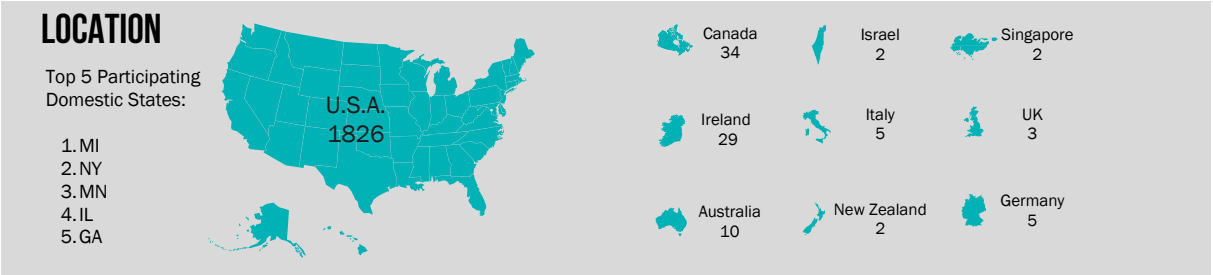 LOCATION
Top 5 Participating
Domestic States:
1. MI
2. NY
3. MN
4. IL
5. GA
U.S.A.
1826
Canada
34
Israel
2
Singapore
2
Ireland
29
Italy
5
UK
3
Australia
10
New Zealand
2
Germany
5